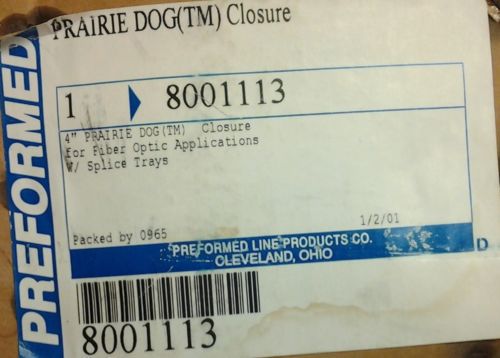 PRAIRIE DOG(TM) Closure
PREFORMED
1 8001113
4" PRAIRIE DOG(TM) Closure
for Fiber Optic Applications
W/ Splice Trays
Packed by 0965 1/2/01
PREFORMED LINE PRODUCTS CO.
CLEVELAND, OHIO
D
8001113